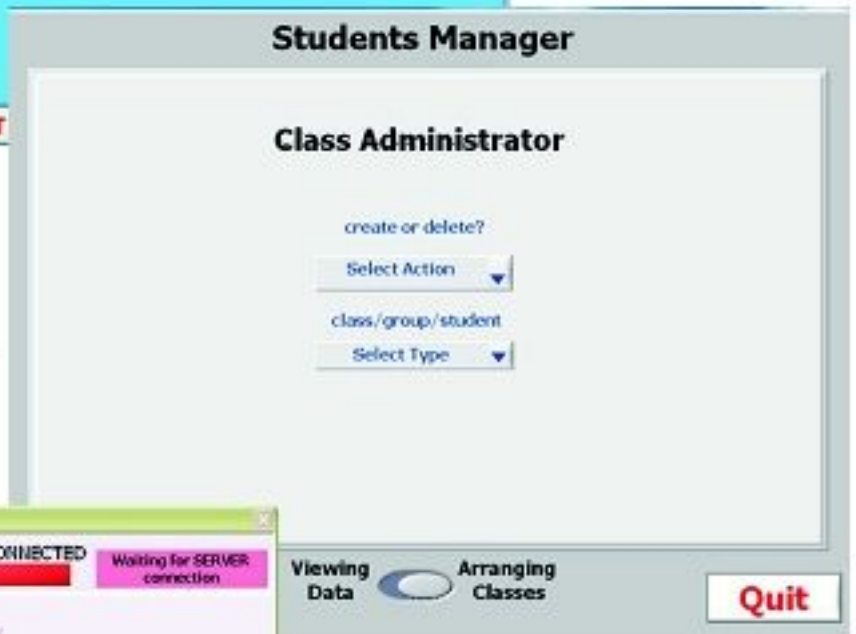 Students Manager
T
Class Administrator
create or delete?
Select Action
class/group/student
Select Type
ONNECTED
Waiting for SERVER
connection
Viewing
Data
Arranging
Classes
Quit